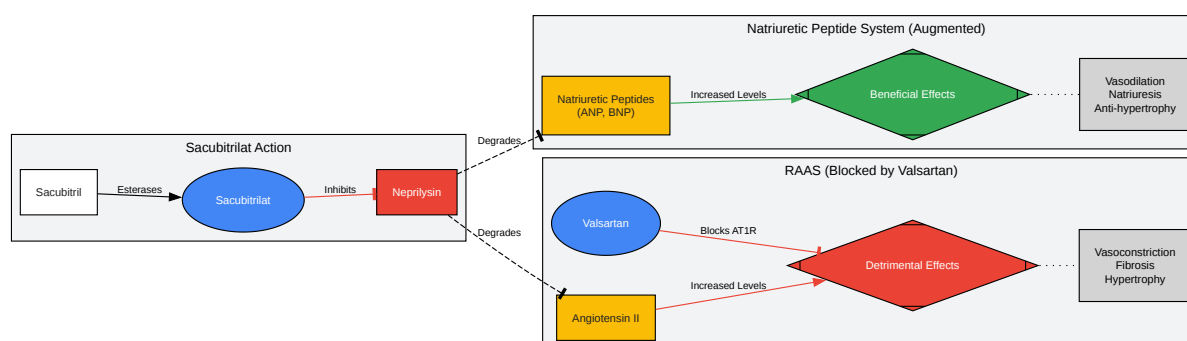 Sacubitrilat Action
Sacubitril
Esterases
Sacubitrilat
Inhibits
Neprilysin
Degrades
Degrades
Natriuretic Peptide System (Augmented)
Natriuretic Peptides
(ANP, BNP)
Increased Levels
Beneficial Effects
Vasodilation
Natriuresis
Anti-hypertrophy
RAAS (Blocked by Valsartan)
Valsartan
Blocks AT1R
Angiotensin II
Increased Levels
Detrimental Effects
Vasoconstriction
Fibrosis
Hypertrophy